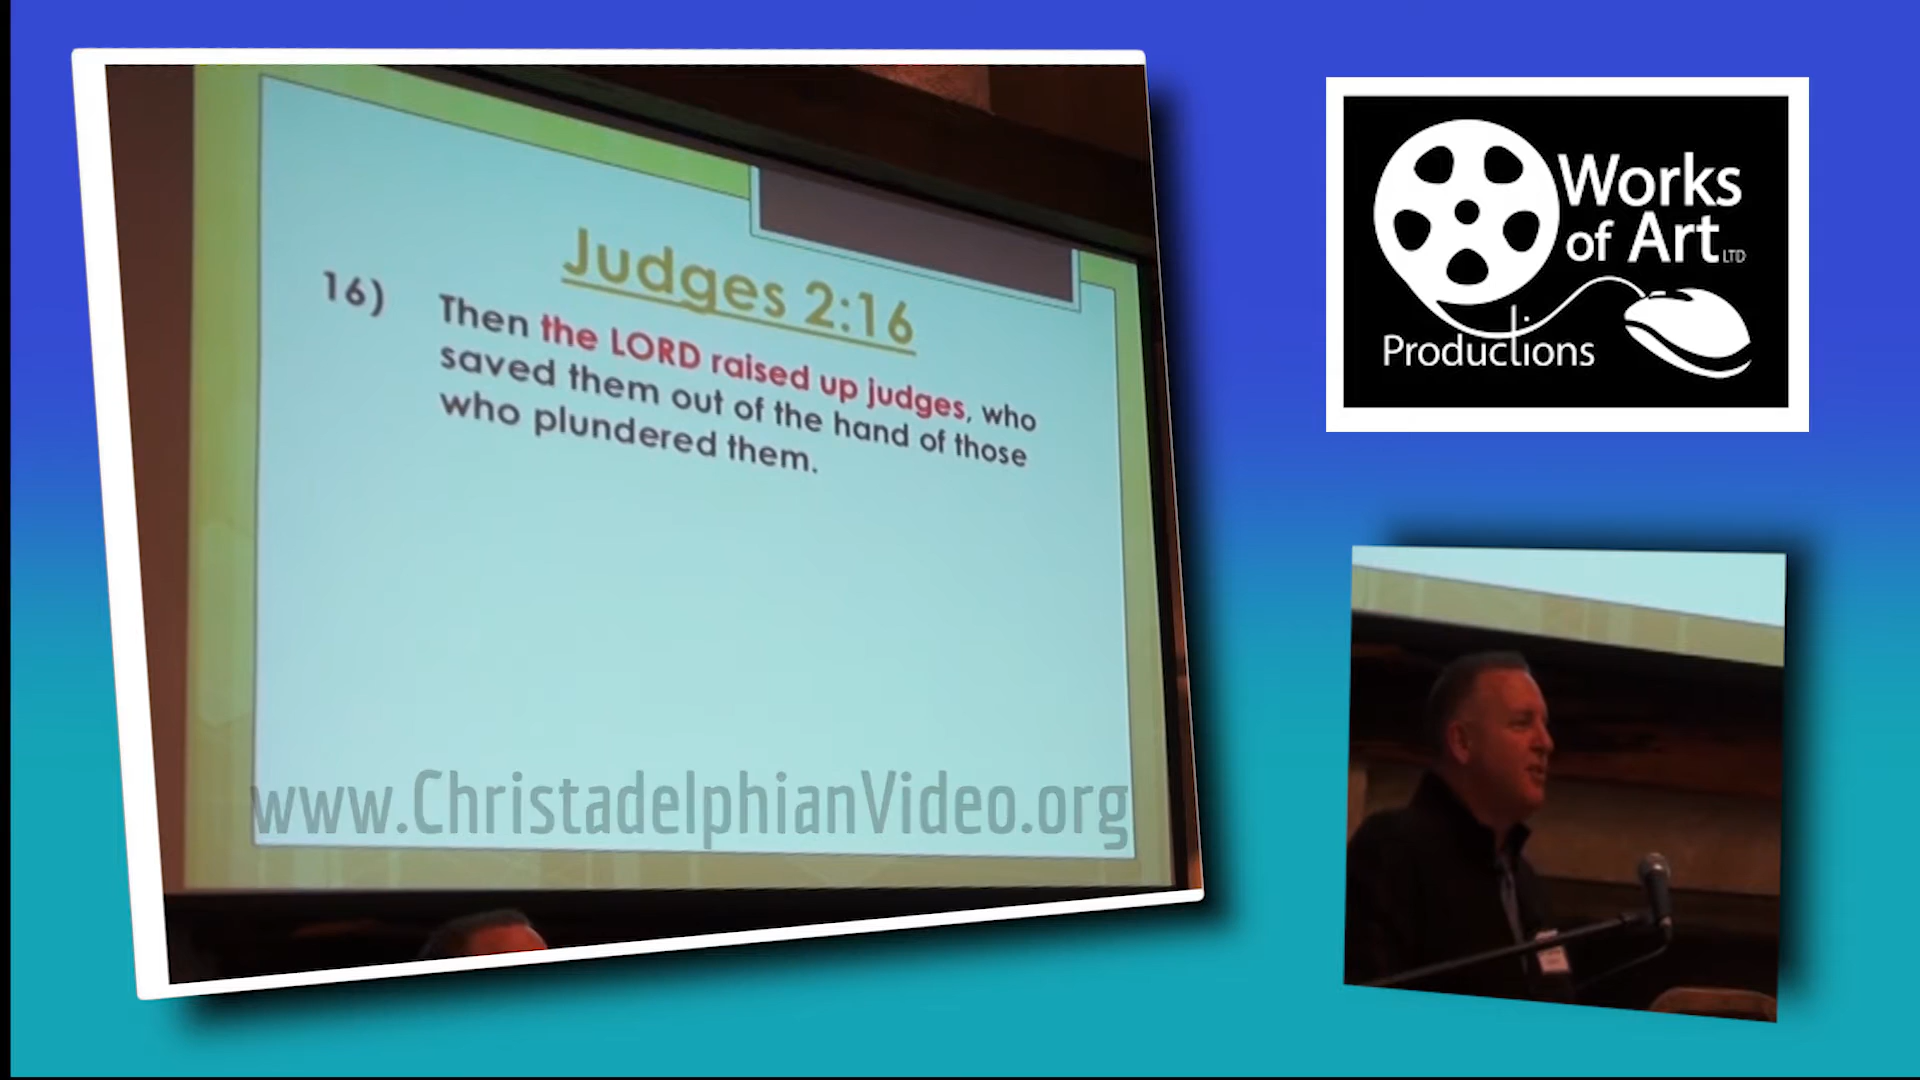 Judges 2:16
16) Then the LORD raised up judges, who
saved them out of the hand of those
who plundered them.
www.ChristadelphianVideo.org
Works
of Art LTD
Productions